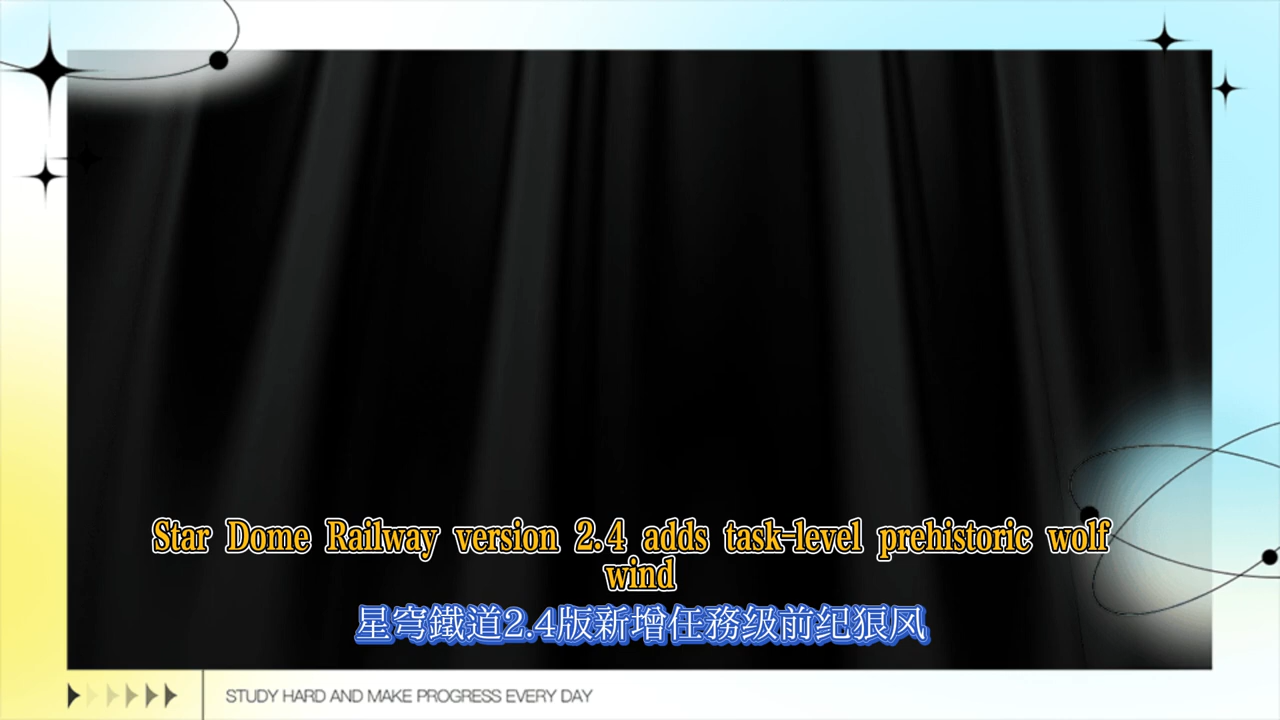 Star Dome Railway version 2.4 adds task-level prehistoric wolf
wind
星穹鐵道2.4版新增任務级前纪狠风
STUDY HARD AND MAKE PROGRESS EVERY DAY